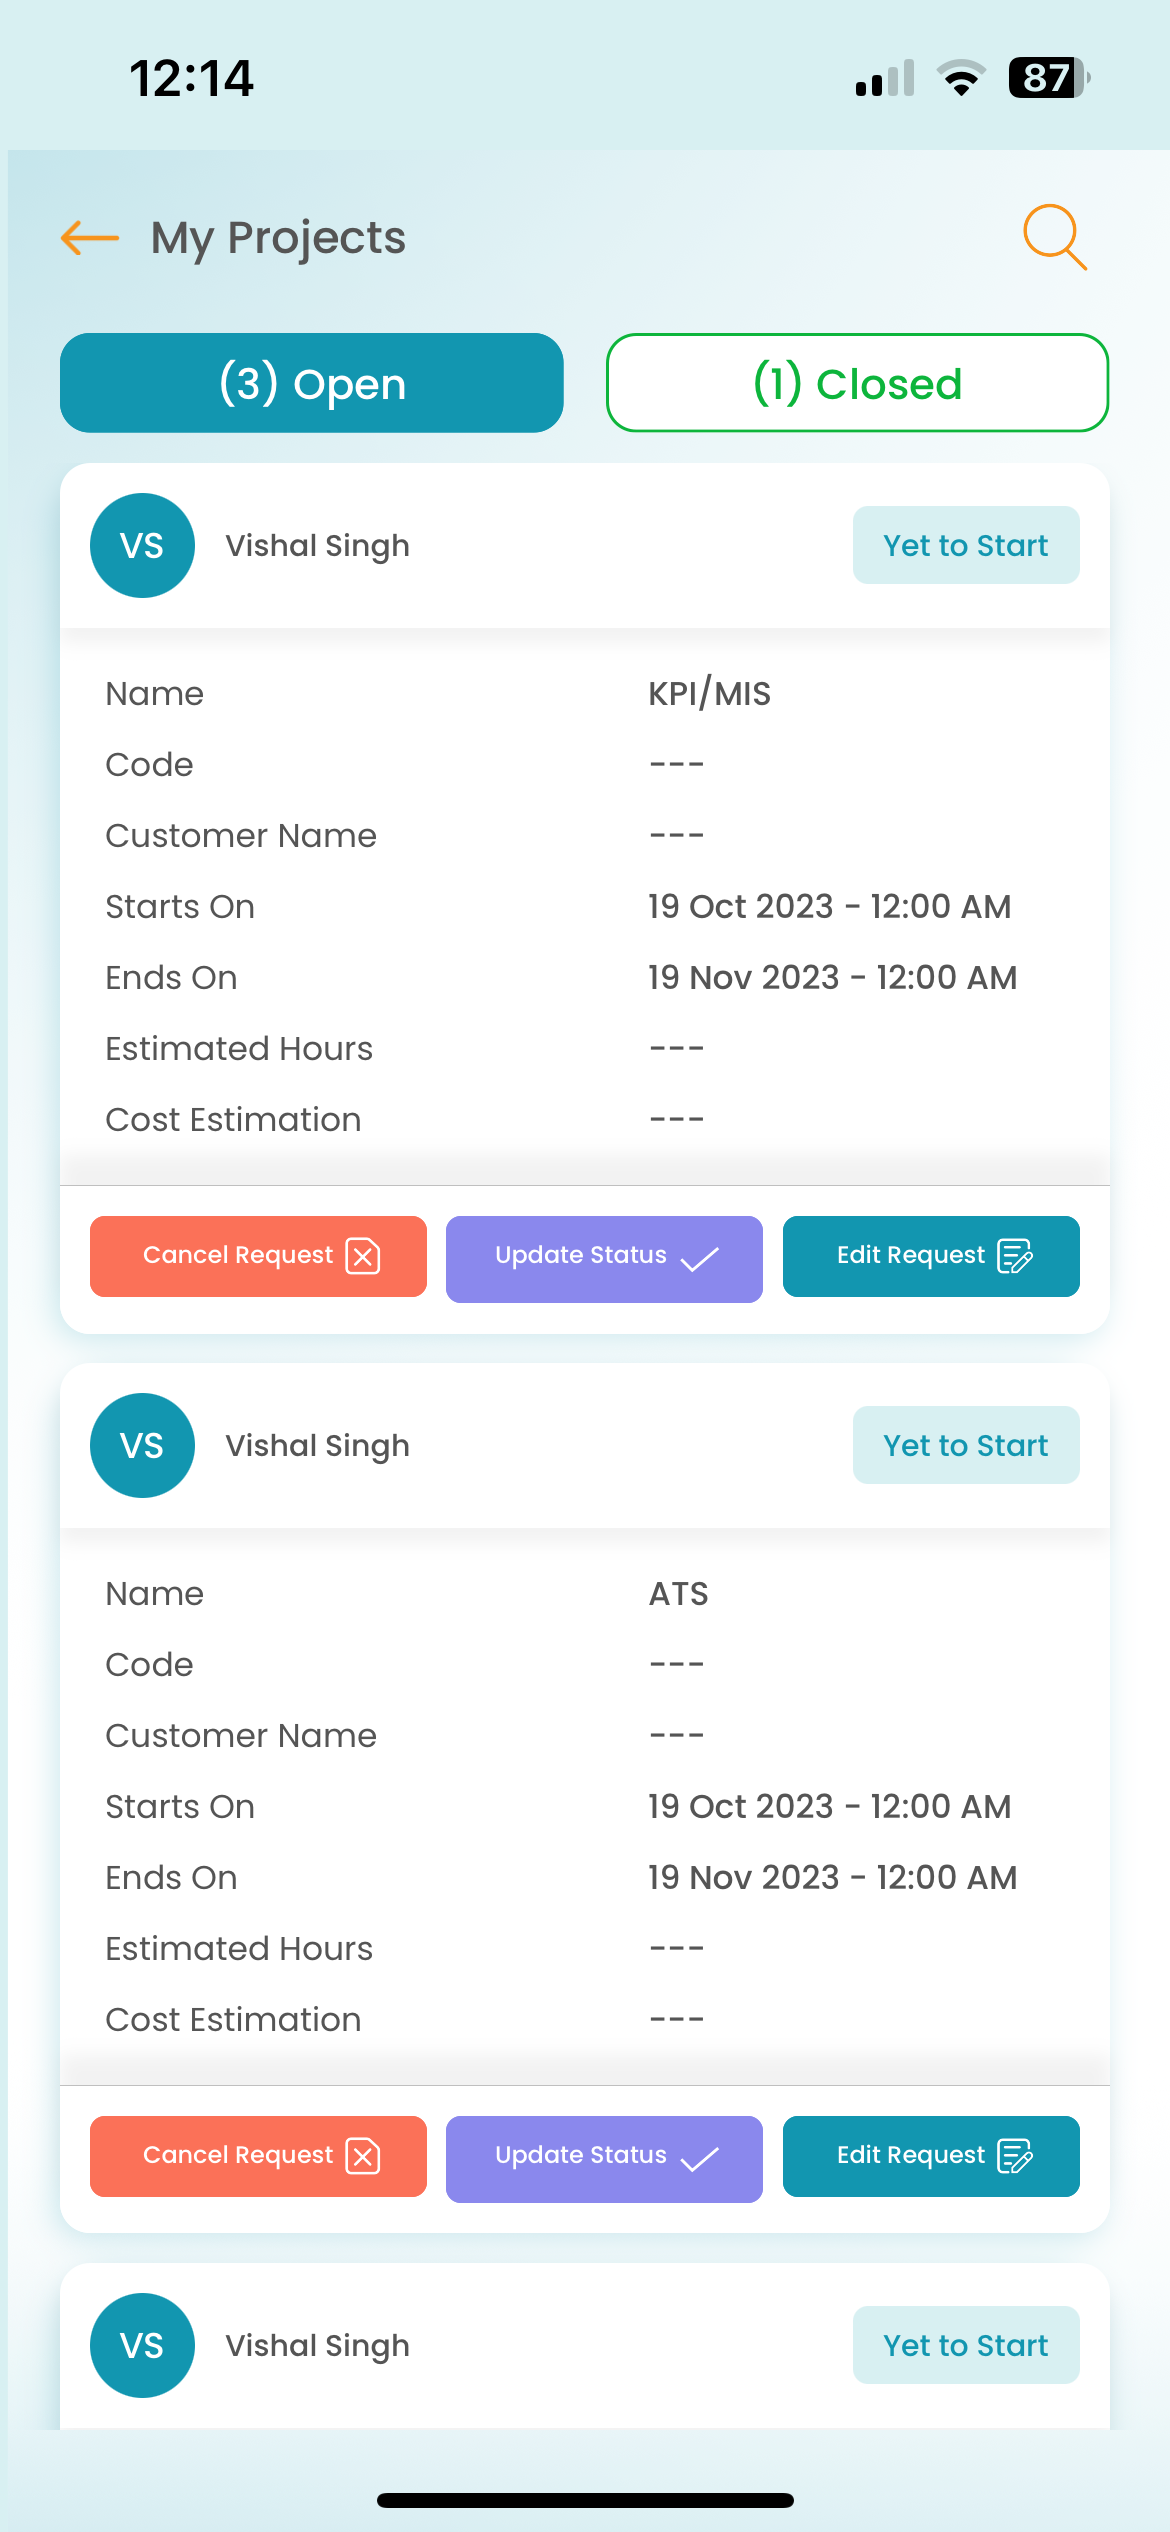 12:14
87
My Projects
(3) Open
(1) Closed
VS
Vishal Singh
Yet to Start
Name
KPI/MIS
Code
---
Customer Name
---
Starts On
19 Oct 2023 - 12:00 AM
Ends On
19 Nov 2023 - 12:00 AM
Estimated Hours
---
Cost Estimation
---
Cancel Request
Update Status
Edit Request
VS
Vishal Singh
Yet to Start
Name
ATS
Code
---
Customer Name
---
Starts On
19 Oct 2023 - 12:00 AM
Ends On
19 Nov 2023 - 12:00 AM
Estimated Hours
---
Cost Estimation
---
Cancel Request
Update Status
Edit Request
VS
Vishal Singh
Yet to Start